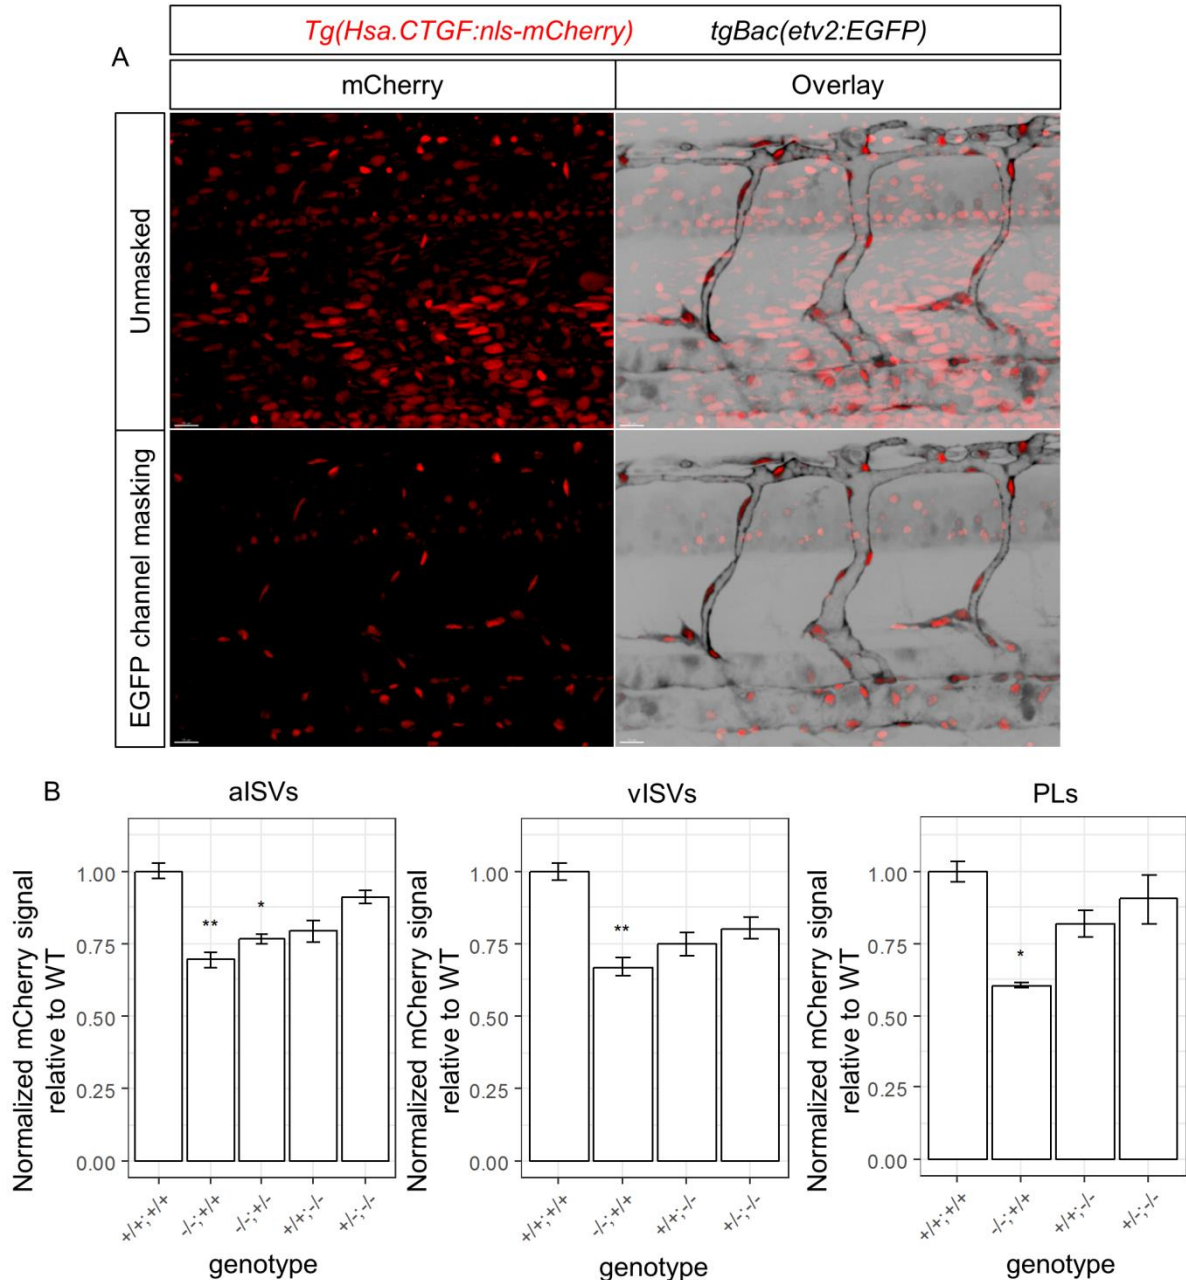 Tg(Hsa.CTGF:nls-mCherry) tgBac(etv2:EGFP)
A
mCherry Overlay
Unmasked
EGFP channel masking
B
aISVs
Normalized mCherry signal
relative to WT
1.00
0.75
0.50
0.25
0.00
**
*
+/+;+/+
-/-;+/+
-/-;+/-
+/+;-/-
+/-;-/-
genotype
vISVs
Normalized mCherry signal
relative to WT
1.00
0.75
0.50
0.25
0.00
**
+/+;+/+
-/-;+/+
+/+;-/-
+/-;-/-
genotype
PLs
Normalized mCherry signal
relative to WT
1.00
0.75
0.50
0.25
0.00
*
+/+;+/+
-/-;+/+
+/+;-/-
+/-;-/-
genotype